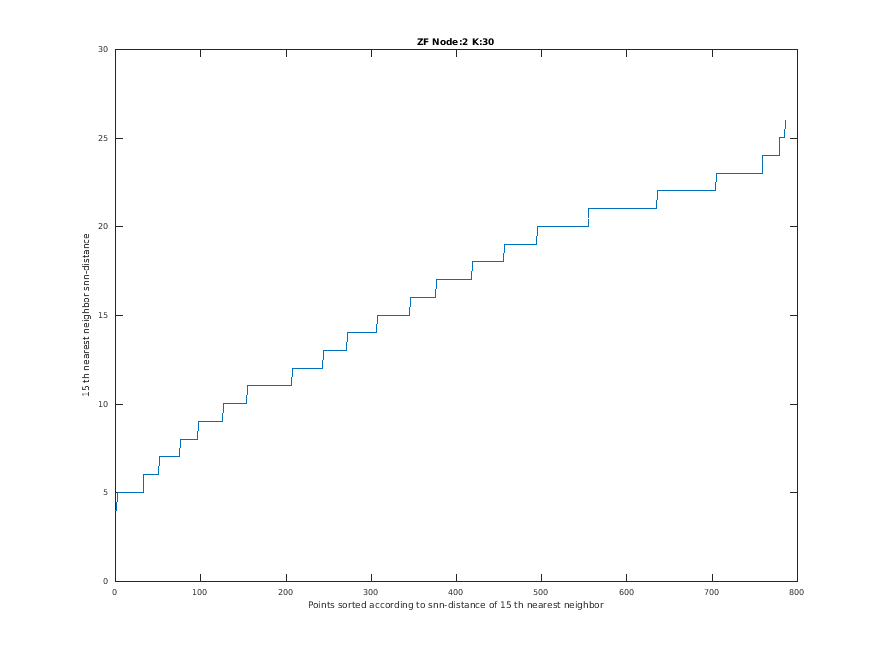 ZF Node:2 K:30
30
25
20
15
10
5
0
15 th nearest neighbor snn-distance
0 100 200 300 400 500 600 700 800
Points sorted according to snn-distance of 15 th nearest neighbor